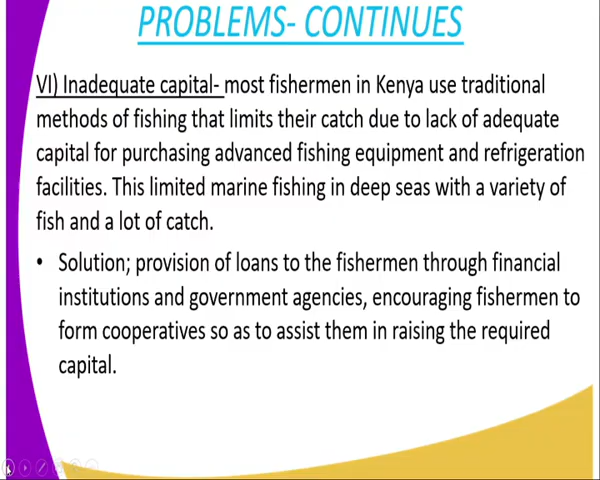 PROBLEMS- CONTINUES
VI) Inadequate capital- most fishermen in Kenya use traditional
methods of fishing that limits their catch due to lack of adequate
capital for purchasing advanced fishing equipment and refrigeration
facilities. This limited marine fishing in deep seas with a variety of
fish and a lot of catch.
• Solution; provision of loans to the fishermen through financial
institutions and government agencies, encouraging fishermen to
form cooperatives so as to assist them in raising the required
capital.